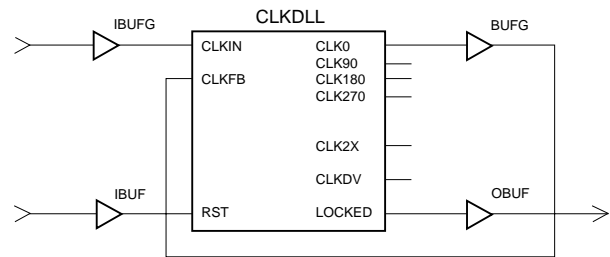 CLKDLL
IBUFG
BUFG
CLKIN
CLK0
CLK90
CLKFB
CLK180
CLK270
CLK2X
CLKDV
IBUF
OBUF
RST
LOCKED